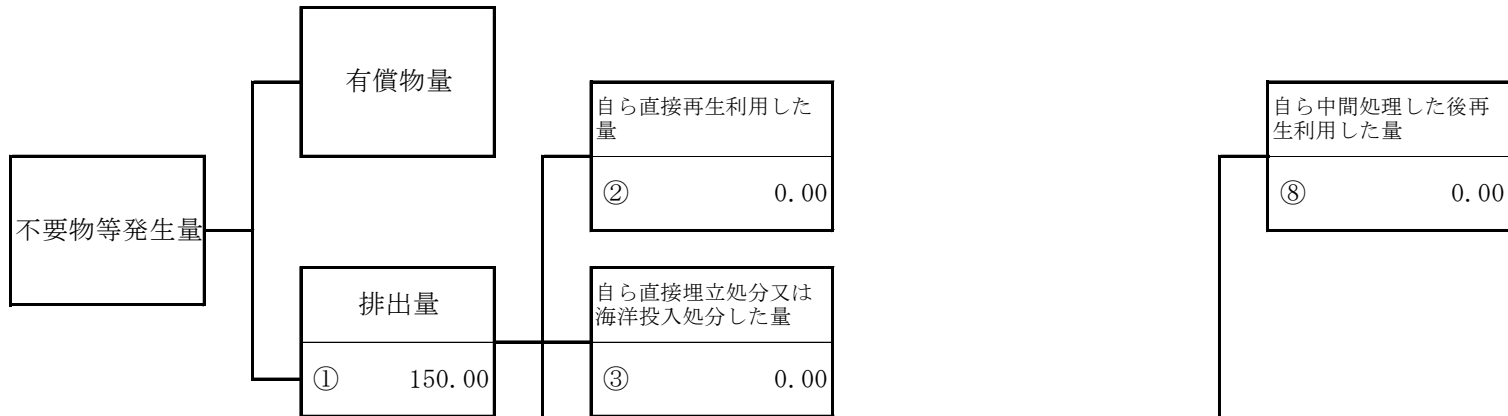 有償物量
自ら直接再生利用した
量
② 0.00
自ら中間処理した後再
生利用した量
⑧ 0.00
不要物等発生量
排出量
① 150.00
自ら直接埋立処分又は
海洋投入処分した量
③ 0.00